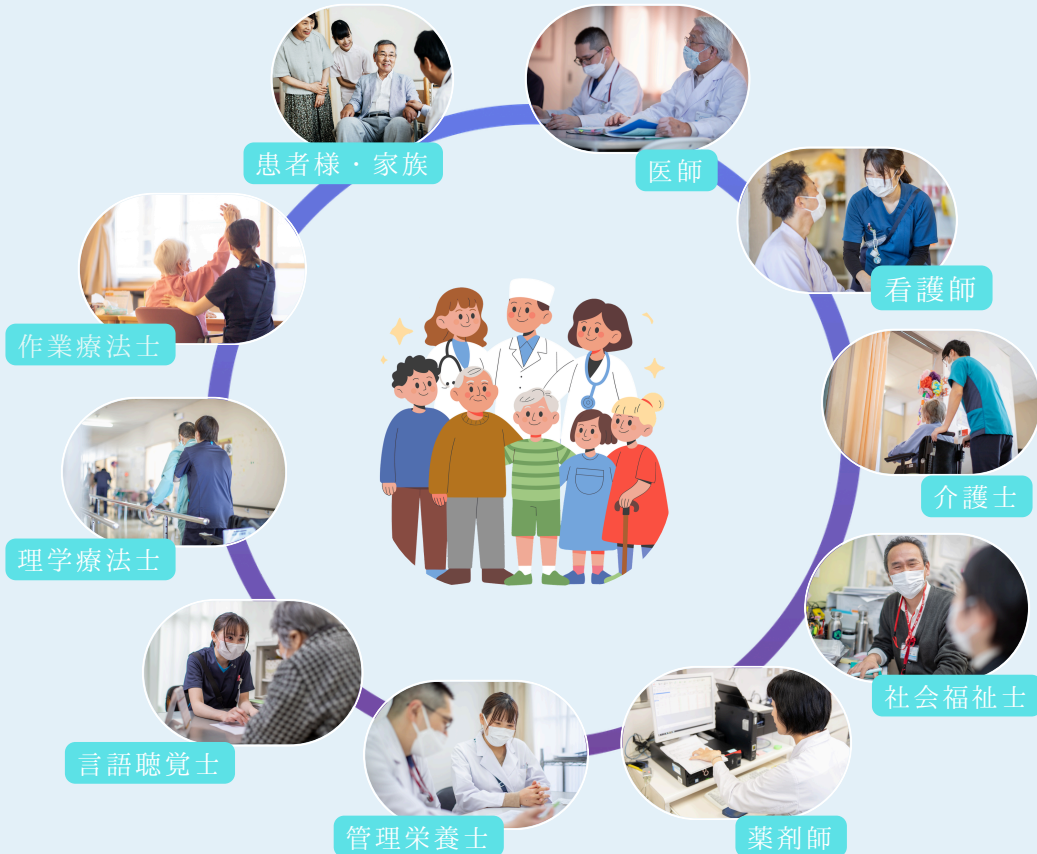 患者様・家族
医師
看護師
介護士
社会福祉士
薬剤師
管理栄養士
言語聴覚士
理学療法士
作業療法士